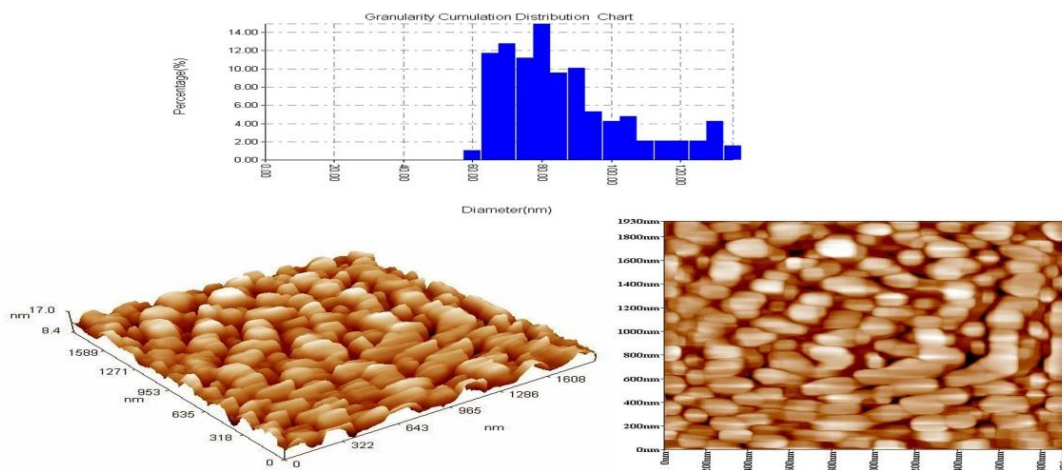 Granularity Cumulation Distribution Chart
Percentage(%)
14.00
12.00
10.00
8.00
6.00
4.00
2.00
0.00
0.00
20.00
40.00
60.00
80.00
100.00
120.00
Diameter(nm)
17.0
nm
8.4
1589
1271
953
nm
635
318
0
0
322
643
965
nm
1286
1608
1930nm
1800nm
1600nm
1400nm
1200nm
1000nm
800nm
600nm
400nm
200nm
0nm
0nm